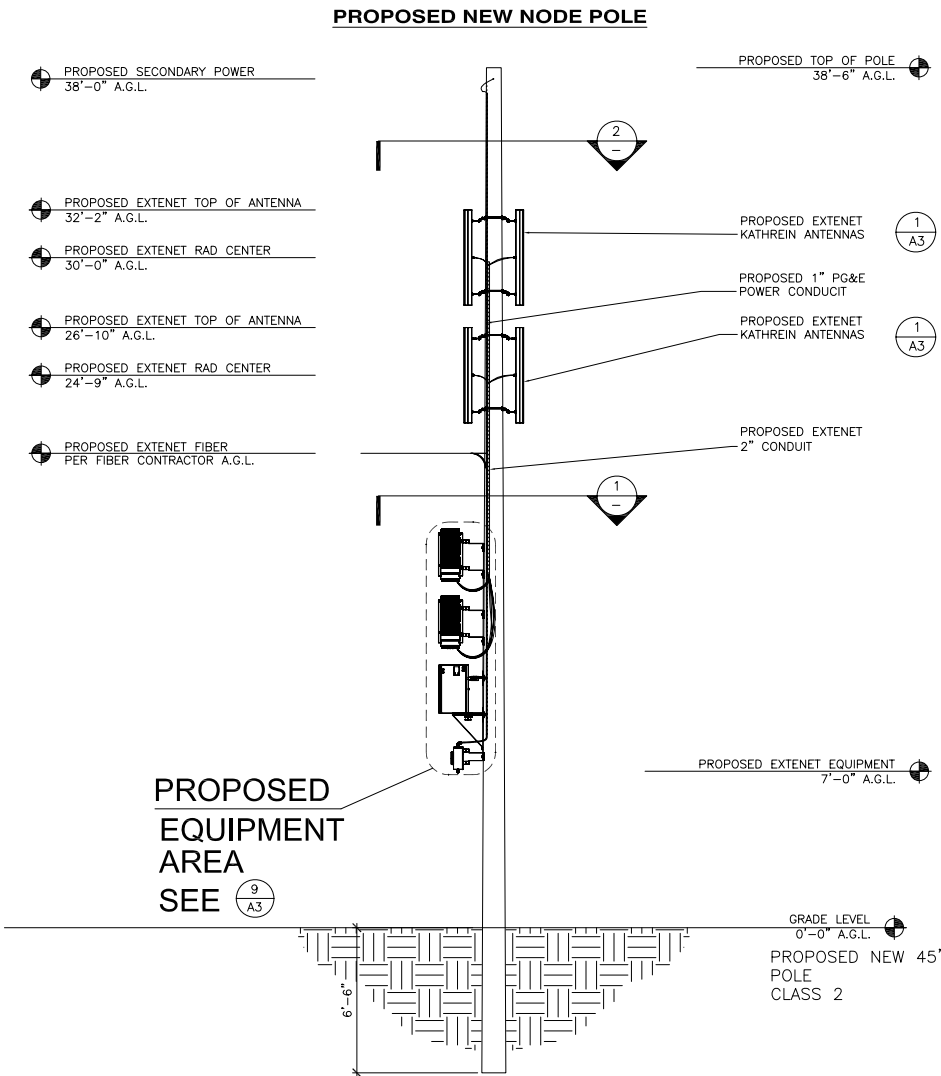 PROPOSED NEW NODE POLE
PROPOSED SECONDARY POWER
38'-0" A.G.L.
PROPOSED TOP OF POLE
38'-6" A.G.L.
2
–
PROPOSED EXTENET TOP OF ANTENNA
32'-2" A.G.L.
PROPOSED EXTENET RAD CENTER
30'-0" A.G.L.
PROPOSED EXTENET TOP OF ANTENNA
26'-10" A.G.L.
PROPOSED EXTENET RAD CENTER
24'-9" A.G.L.
PROPOSED EXTENET FIBER
PER FIBER CONTRACTOR A.G.L.
PROPOSED EXTENET
KATHREIN ANTENNAS
1
A3
PROPOSED 1" PG&E
POWER CONDUCIT
PROPOSED EXTENET
KATHREIN ANTENNAS
1
A3
PROPOSED EXTENET
2" CONDUIT
1
–
PROPOSED EXTENET EQUIPMENT
7'-0" A.G.L.
PROPOSED
EQUIPMENT
AREA
SEE 9
A3
GRADE LEVEL
0'-0" A.G.L.
PROPOSED NEW 45'
POLE
CLASS 2
6'-6"